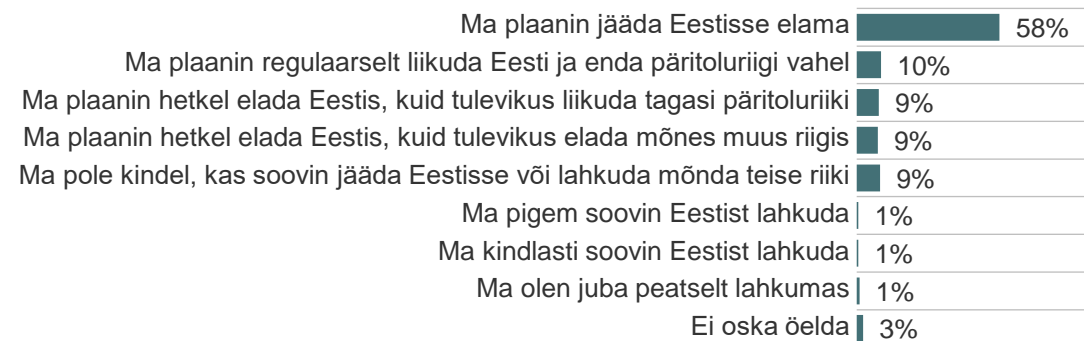 Ma plaanin jääda Eestisse elama 58%
Ma plaanin regulaarselt liikuda Eesti ja enda päritoluriigi vahel 10%
Ma plaanin hetkel elada Eestis, kuid tulevikus liikuda tagasi päritoluriiki 9%
Ma plaanin hetkel elada Eestis, kuid tulevikus elada mõnes muus riigis 9%
Ma pole kindel, kas soovin jääda Eestisse või lahkuda mõnda teise riiki 9%
Ma pigem soovin Eestist lahkuda 1%
Ma kindlasti soovin Eestist lahkuda 1%
Ma olen juba peatselt lahkumas 1%
Ei oska öelda 3%